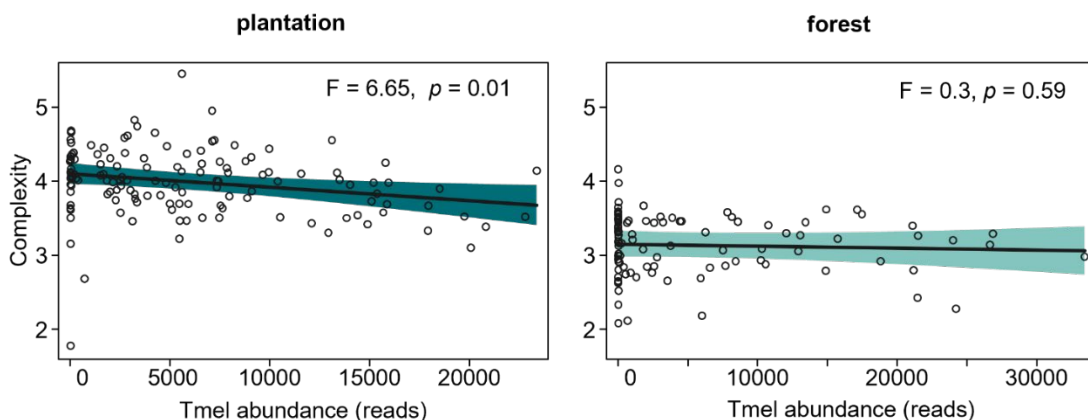 plantation
forest
F = 6.65, p = 0.01
F = 0.3, p = 0.59
Complexity
5
4
3
2
0 5000 10000 15000 20000
Tmel abundance (reads)
5
4
3
2
0 10000 20000 30000
Tmel abundance (reads)